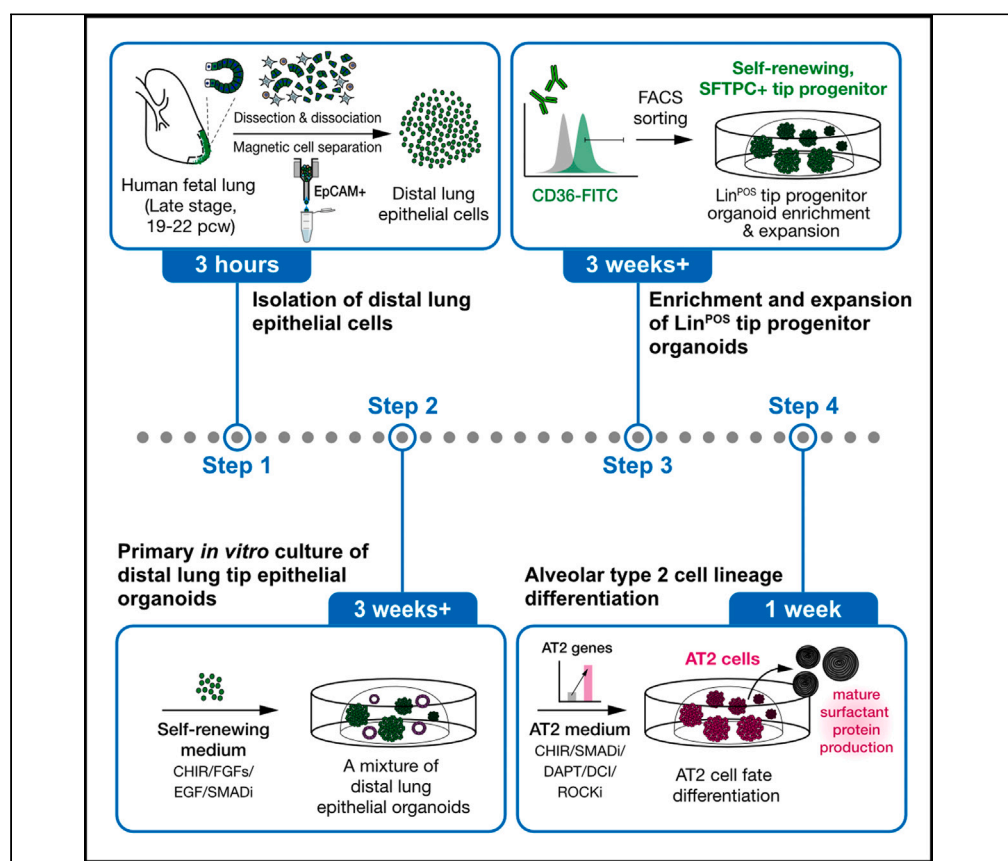 Dissection & dissociation
Magnetic cell separation
EpCAM+
Human fetal lung
(Late stage,
19-22 pcw)
Distal lung
epithelial cells
3 hours
Isolation of distal lung
epithelial cells
Step 1
Step 2
Primary in vitro culture of
distal lung tip epithelial
organoids
3 weeks+
Self-renewing
medium
CHIR/FGFs/
EGF/SMADi
A mixture of
distal lung
epithelial organoids
CD36-FITC
FACS
sorting
Self-renewing,
SFTPC+ tip progenitor
LinPOS tip progenitor
organoid enrichment
& expansion
3 weeks+
Enrichment and expansion
of LinPOS tip progenitor
organoids
Step 3
Step 4
Alveolar type 2 cell lineage
differentiation
1 week
AT2 genes
AT2 medium
CHIR/SMADi/
DAPT/DCI/
ROCKi
AT2 cells
AT2 cell fate
differentiation
mature
surfactant
protein
production